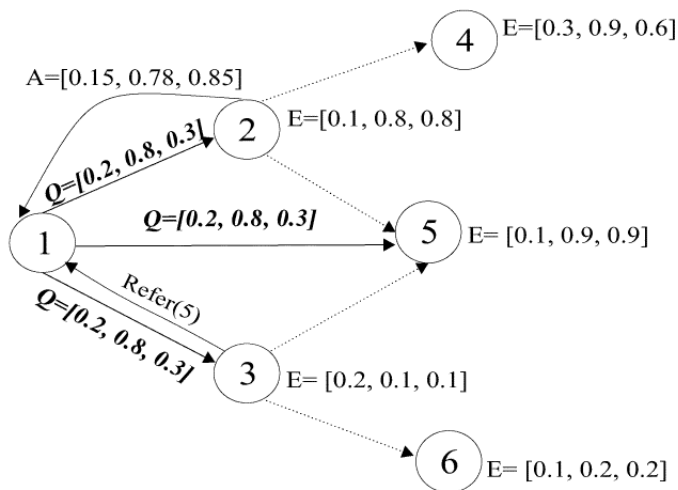 4
E=[0.3, 0.9, 0.6]
A=[0.15, 0.78, 0.85]
2
E=[0.1, 0.8, 0.8]
Q=[0.2, 0.8, 0.3]
Q=[0.2, 0.8, 0.3]
1
5
E= [0.1, 0.9, 0.9]
Refer(5)
Q=[0.2, 0.8, 0.3]
3
E= [0.2, 0.1, 0.1]
6
E= [0.1, 0.2, 0.2]